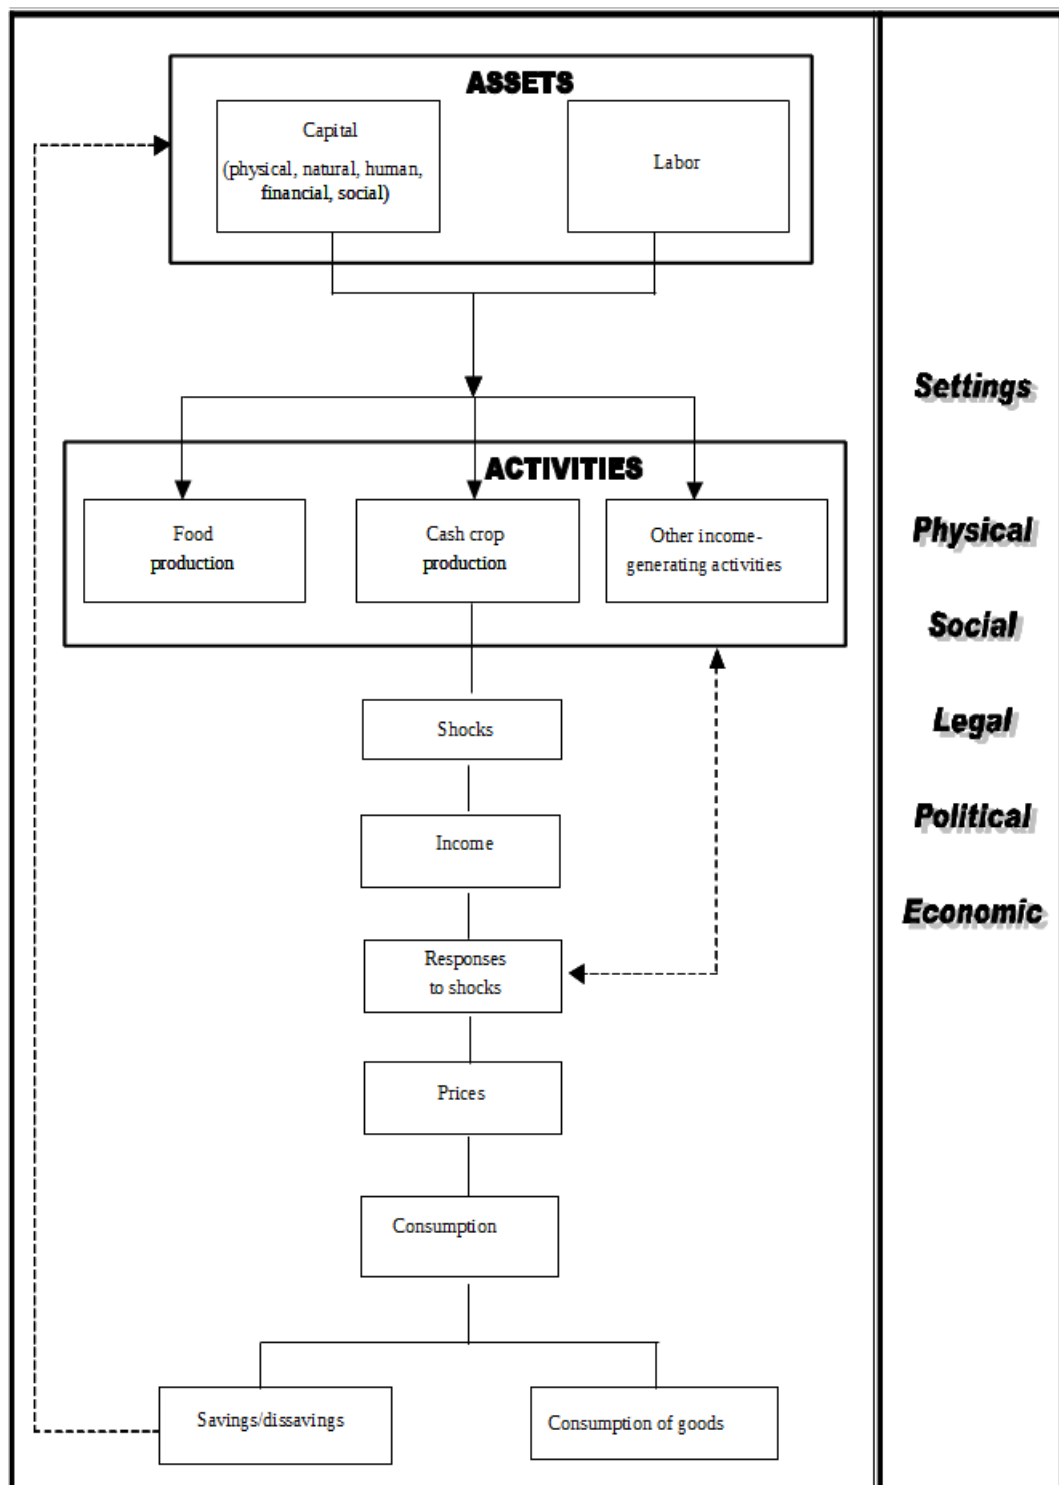 ASSETS
Capital
(physical, natural, human,
financial, social)
Labor
ACTIVITIES
Food
production
Cash crop
production
Other income-
generating activities
Shocks
Income
Responses
to shocks
Prices
Consumption
Savings/dissavings
Consumption of goods
Settings
Physical
Social
Legal
Political
Economic